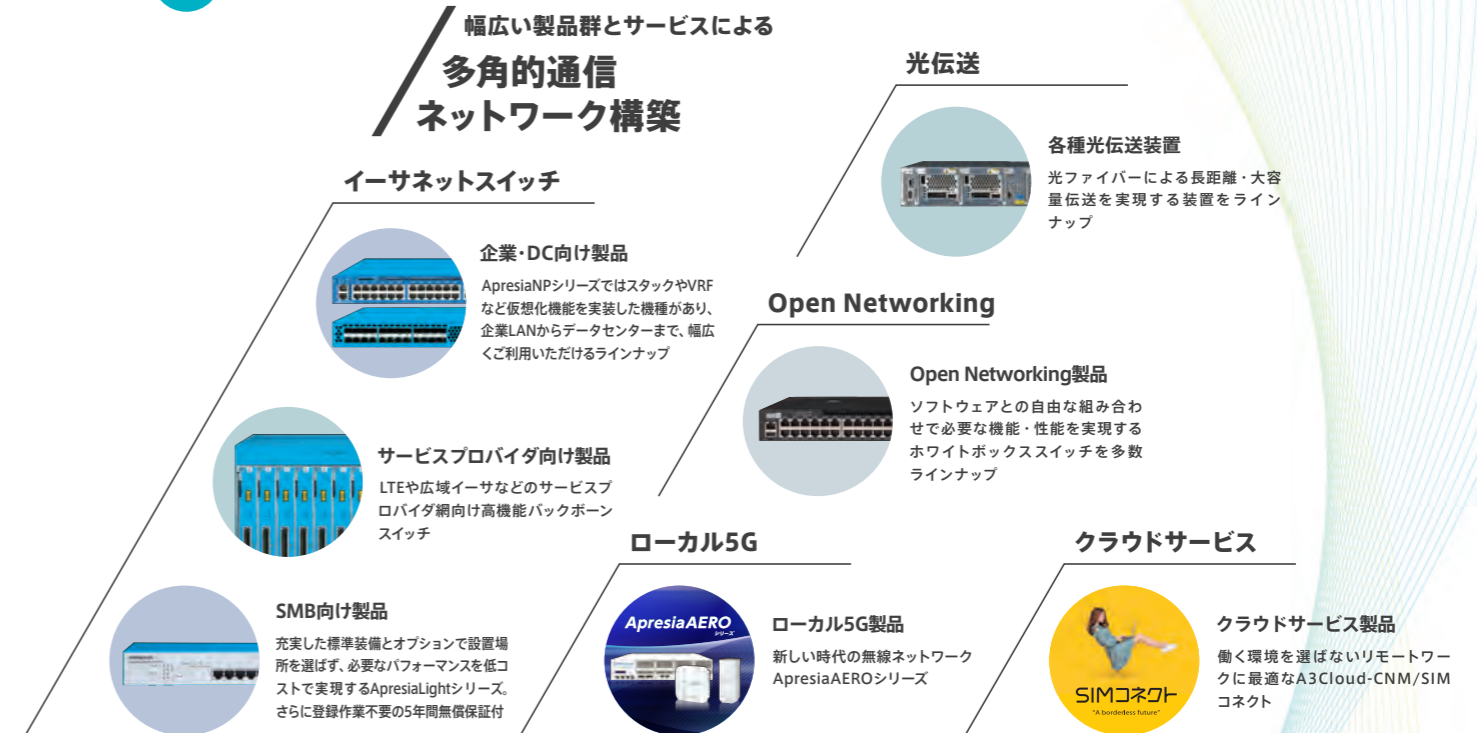 幅広い製品群とサービスによる
多角的通信
ネットワーク構築
イーサネットスイッチ
企業・DC向け製品
ApresiaNPシリーズではスタックやVRF
など仮想化機能を実装した機種があり、
企業LANからデータセンターまで、幅広
くご利用いただけるラインナップ
サービスプロバイダ向け製品
LTEや広域イーサなどのサービスプ
ロバイダ網向け高機能バックボーン
スイッチ
SMB向け製品
充実した標準装備とオプションで設置場
所を選ばず、必要なパフォーマンスを低コ
ストで実現するApresiaLightシリーズ。
さらに登録作業不要の5年間無償保証付
光伝送
各種光伝送装置
光ファイバーによる長距離・大容
量伝送を実現する装置をライン
ナップ
Open Networking
Open Networking製品
ソフトウェアとの自由な組み合わ
せで必要な機能・性能を実現する
ホワイトボックススイッチを多数
ラインナップ
ローカル5G
ApresiaAERO
シリーズ
ローカル5G製品
新しい時代の無線ネットワーク
ApresiaAEROシリーズ
クラウドサービス
SIMコネクト
"A borderless future"
クラウドサービス製品
働く環境を選ばないリモートワー
クに最適なA3Cloud-CNM/SIM
コネクト